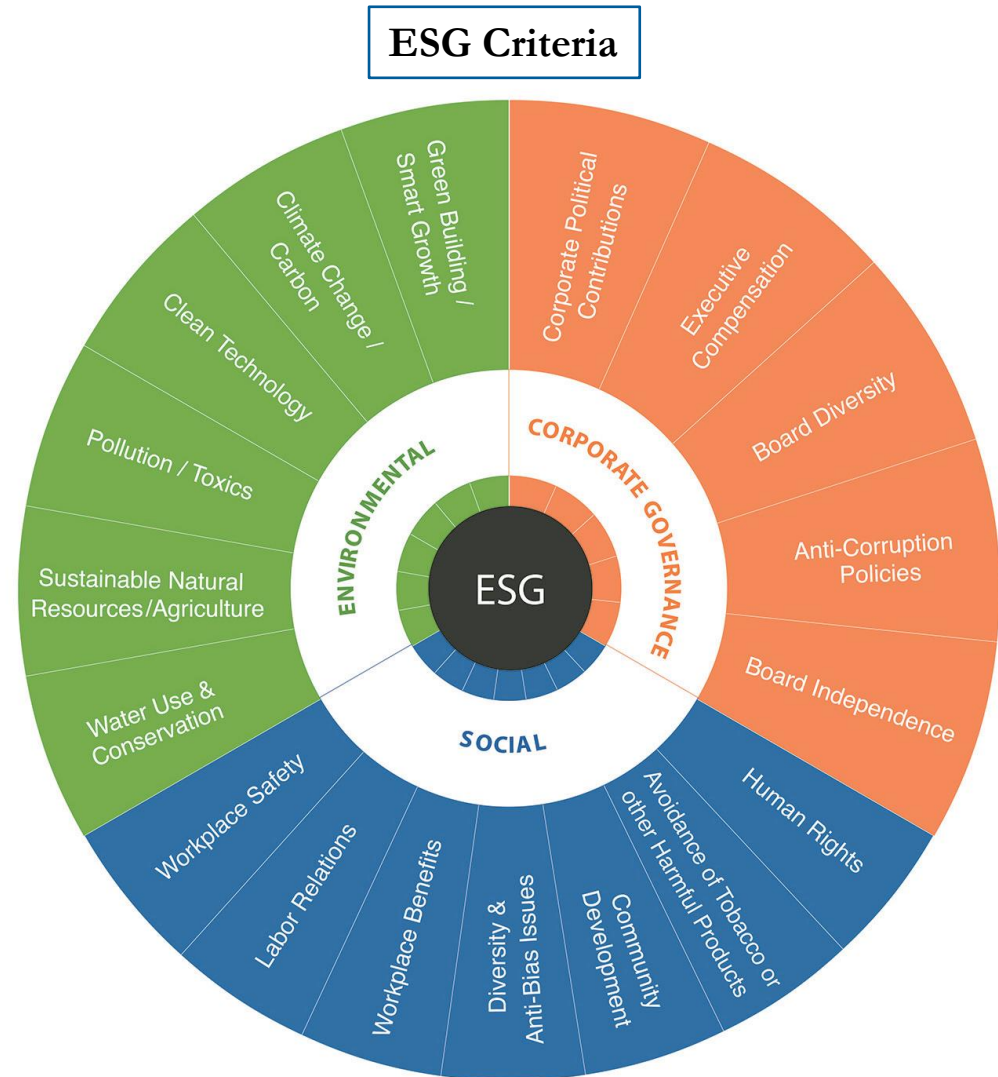 ESG Criteria
Green Building /
Smart Growth
Climate Change /
Carbon
Clean Technology
Pollution / Toxics
Sustainable Natural
Resources/Agriculture
Water Use &
Conservation
Corporate Political
Contributions
Executive
Compensation
Board Diversity
Anti-Corruption
Policies
Board Independence
ENVIRONMENTAL
CORPORATE GOVERNANCE
ESG
SOCIAL
Workplace Safety
Labor Relations
Workplace Benefits
Diversity &
Anti-Bias Issues
Community
Development
Avoidance of Tobacco or
other Harmful Products
Human Rights